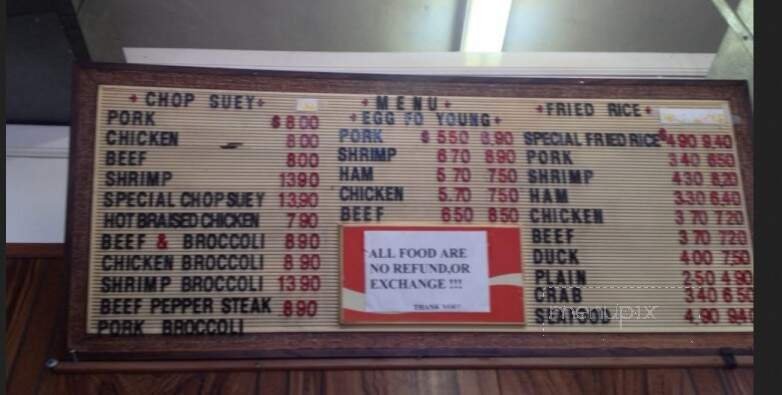 MENU
CHOP SUEY
PORK $ 8 00
CHICKEN 8 00
BEEF 8 00
SHRIMP 13 90
SPECIAL CHOP SUEY 13.90
HOT BRAISED CHICKEN 7 90
BEEF & BROCCOLI 8 90
CHICKEN BROCCOLI 8 90
SHRIMP BROCCOLI 13 90
BEEF PEPPER STEAK 8 90
PORK BROCCOLI
EGG FO YOUNG
PORK $ 5 50 6.90
SHRIMP 6 70 8 90
HAM 5 70 7 50
CHICKEN 5.70 7 50
BEEF 6 50 8 50
ALL FOOD ARE
NO REFUND,OR
EXCHANGE !!!
THANK YOU!!
FRIED RICE
SPECIAL FRIED RICE $ 4 90 9.40
PORK 3 40 6 50
SHRIMP 4 30 8.20
HAM 3.30 6.40
CHICKEN 3 70 7 20
BEEF 3 70 7 20
DUCK 4 00 7 50
PLAIN 2.50 4 90
CRAB 3 40 6 50
SEAFOOD 4.90 9.40
menupix